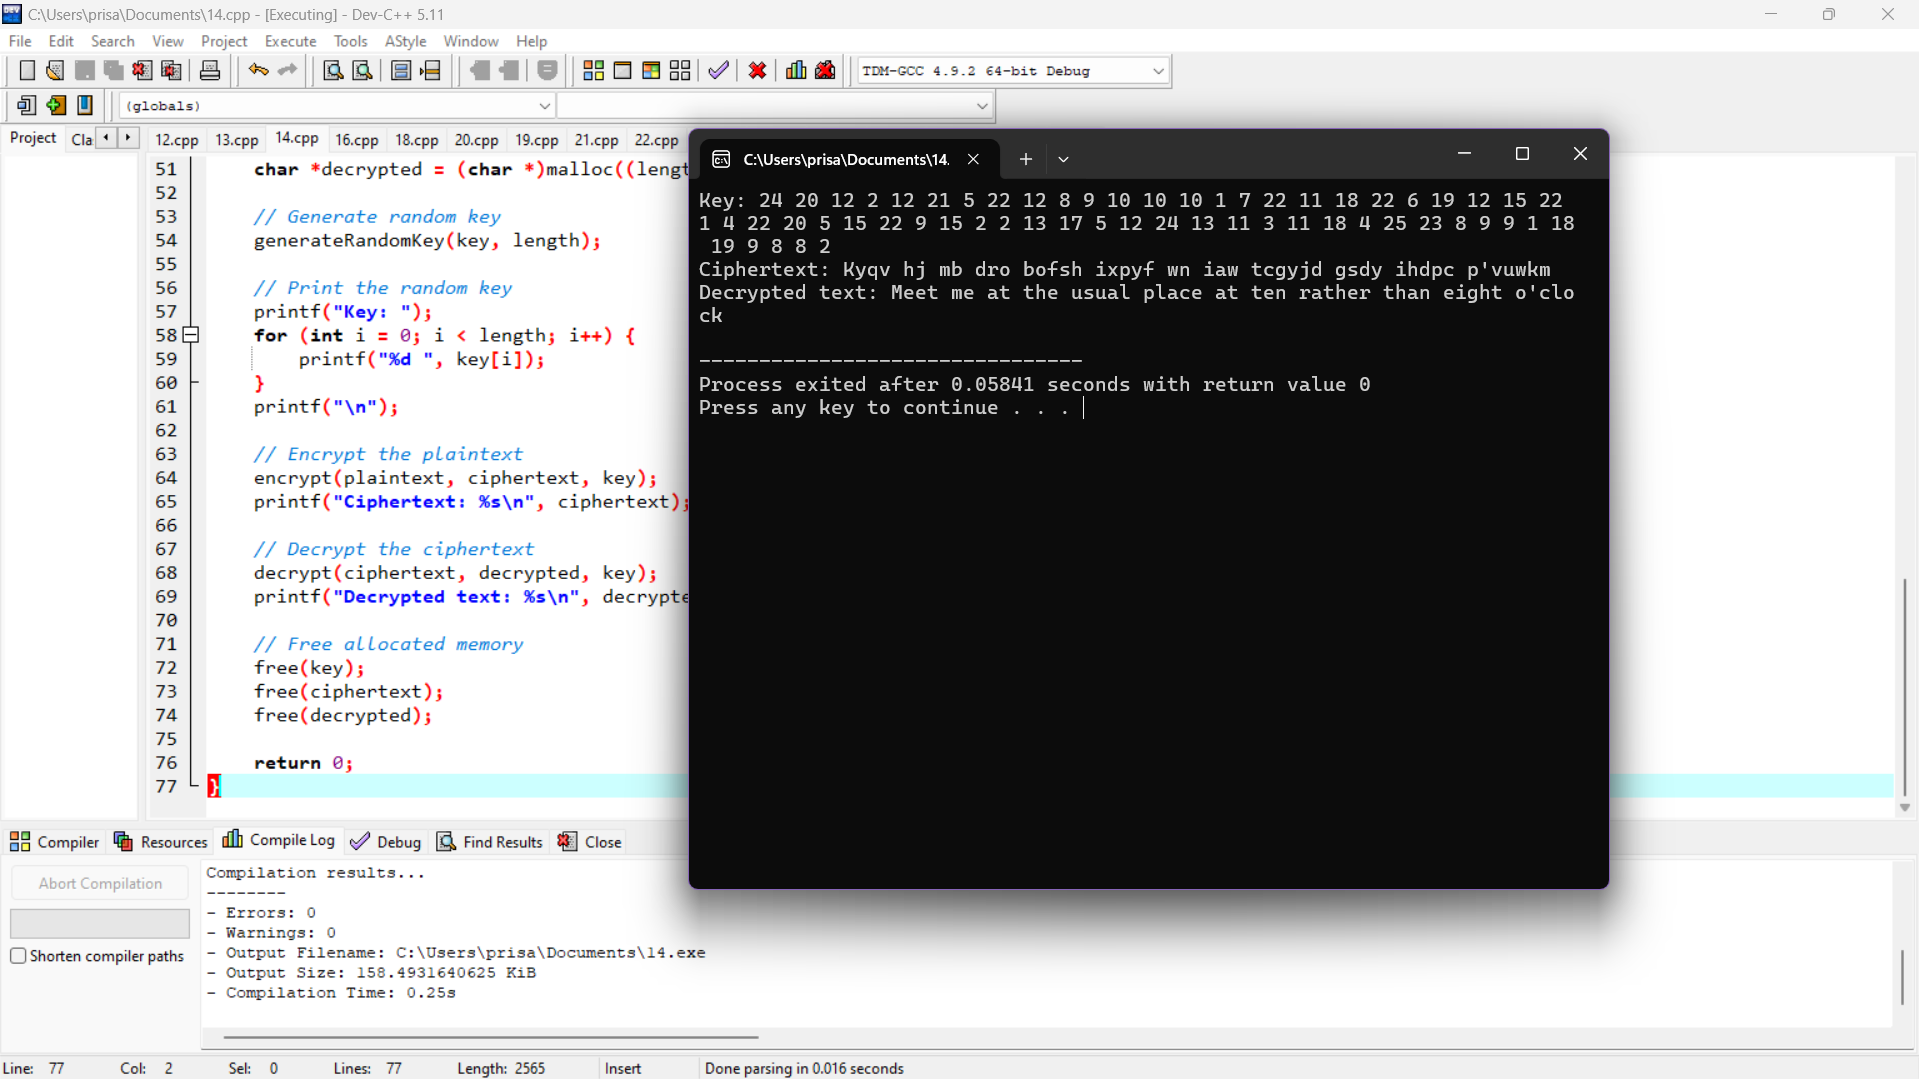 C:\Users\prisa\Documents\14.cpp - [Executing] - Dev-C++ 5.11
File Edit Search View Project Execute Tools AStyle Window Help
TDM-GCC 4.9.2 64-bit Debug
(globals)
Project Cla 12.cpp 13.cpp 14.cpp 16.cpp 18.cpp 20.cpp 19.cpp 21.cpp 22.cpp
51 char *decrypted = (char *)malloc((lengt
52
53 // Generate random key
54 generateRandomKey(key, length);
55
56 // Print the random key
57 printf("Key: ");
58 for (int i = 0; i < length; i++) {
59 printf("%d ", key[i]);
60 }
61 printf("\n");
62
63 // Encrypt the plaintext
64 encrypt(plaintext, ciphertext, key);
65 printf("Ciphertext: %s\n", ciphertext);
66
67 // Decrypt the ciphertext
68 decrypt(ciphertext, decrypted, key);
69 printf("Decrypted text: %s\n", decrypte
70
71 // Free allocated memory
72 free(key);
73 free(ciphertext);
74 free(decrypted);
75
76 return 0;
77 }
C:\Users\prisa\Documents\14.
Key: 24 20 12 2 12 21 5 22 12 8 9 10 10 10 1 7 22 11 18 22 6 19 12 15 22
1 4 22 20 5 15 22 9 15 2 2 13 17 5 12 24 13 11 3 11 18 4 25 23 8 9 9 1 18
19 9 8 8 2
Ciphertext: Kyqv hj mb dro bofsh ixpyf wn iaw tcgyjd gsdy ihdpc p'vuwkm
Decrypted text: Meet me at the usual place at ten rather than eight o'clo
ck
--------------------------------
Process exited after 0.05841 seconds with return value 0
Press any key to continue . . .
Compiler Resources Compile Log Debug Find Results Close
Abort Compilation
Shorten compiler paths
Compilation results...
--------
- Errors: 0
- Warnings: 0
- Output Filename: C:\Users\prisa\Documents\14.exe
- Output Size: 158.4931640625 KiB
- Compilation Time: 0.25s
Line: 77 Col: 2 Sel: 0 Lines: 77 Length: 2565 Insert Done parsing in 0.016 seconds